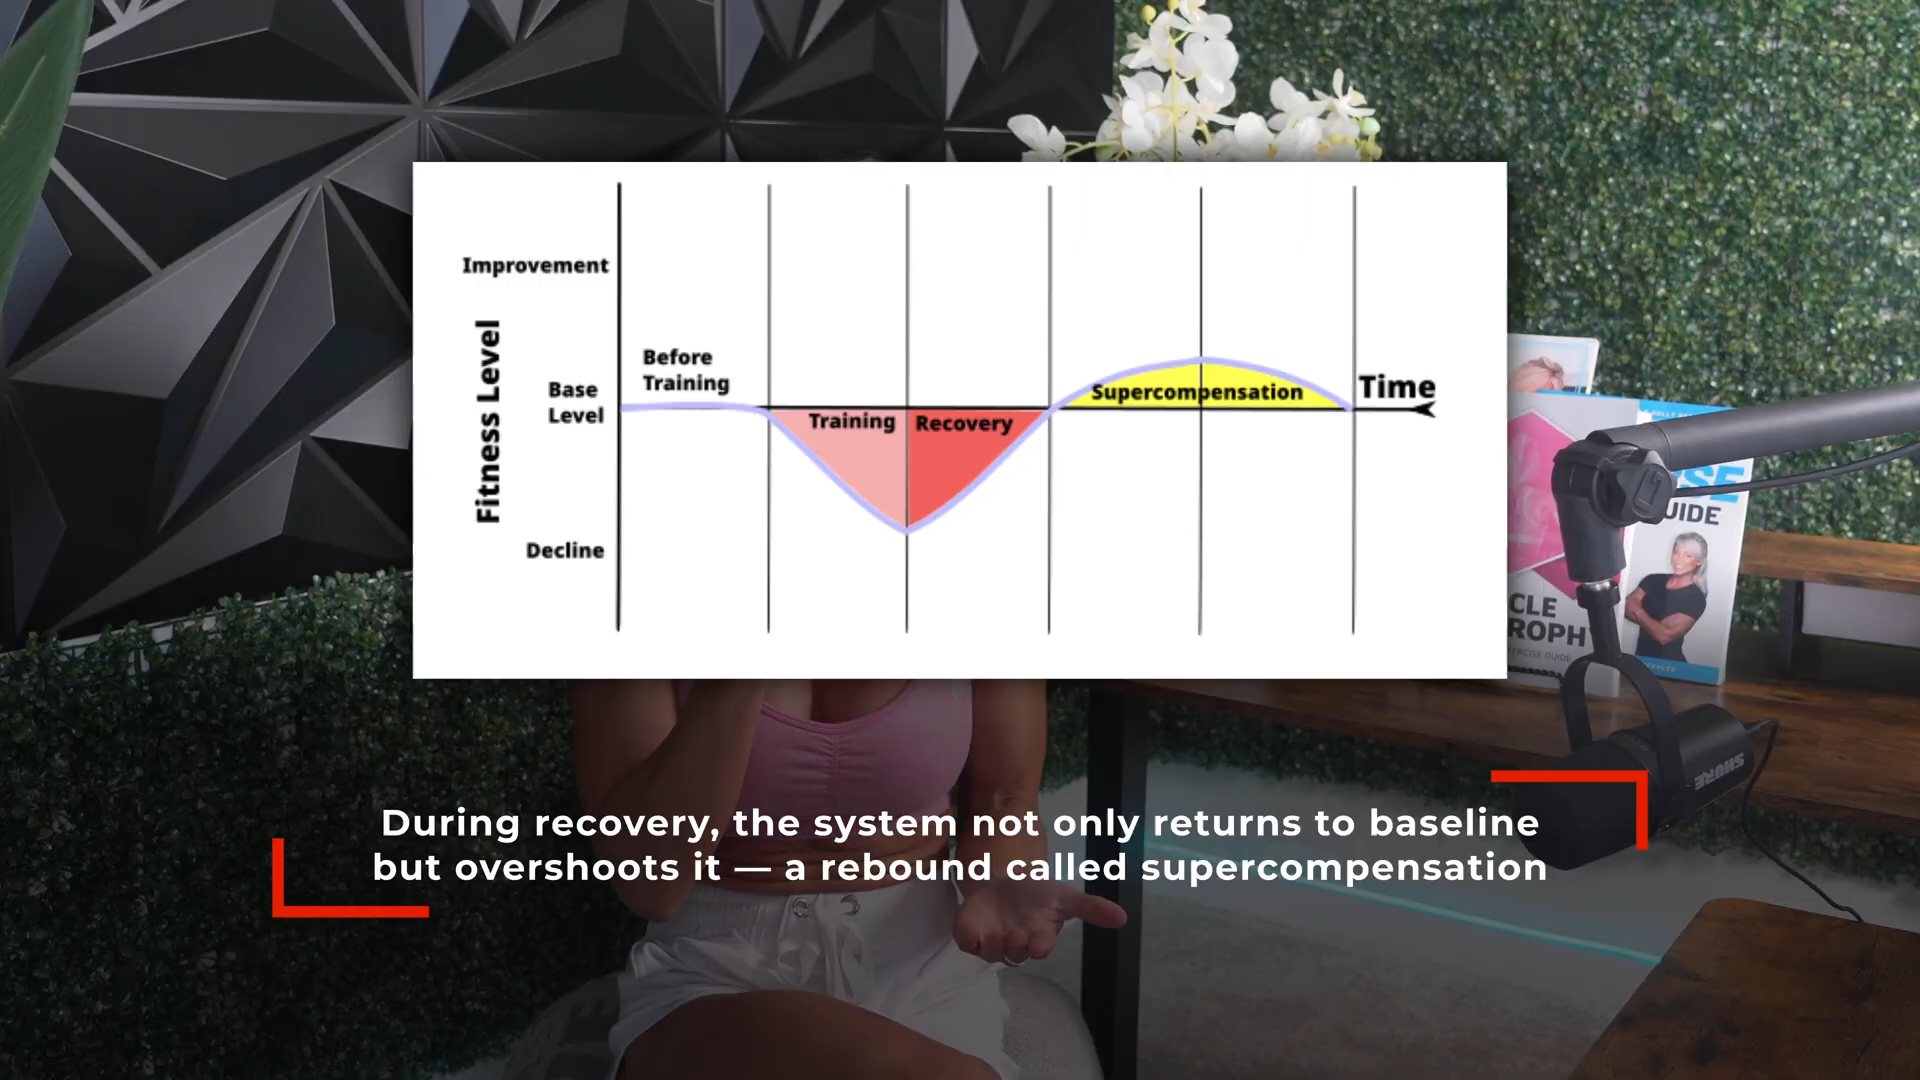 Improvement
Fitness Level
Before
Training
Base
Level
Time
Supercompensation
Training
Recovery
Decline
UIDE
CLE
ROPH
SHURE
During recovery, the system not only returns to baseline
but overshoots it — a rebound called supercompensation